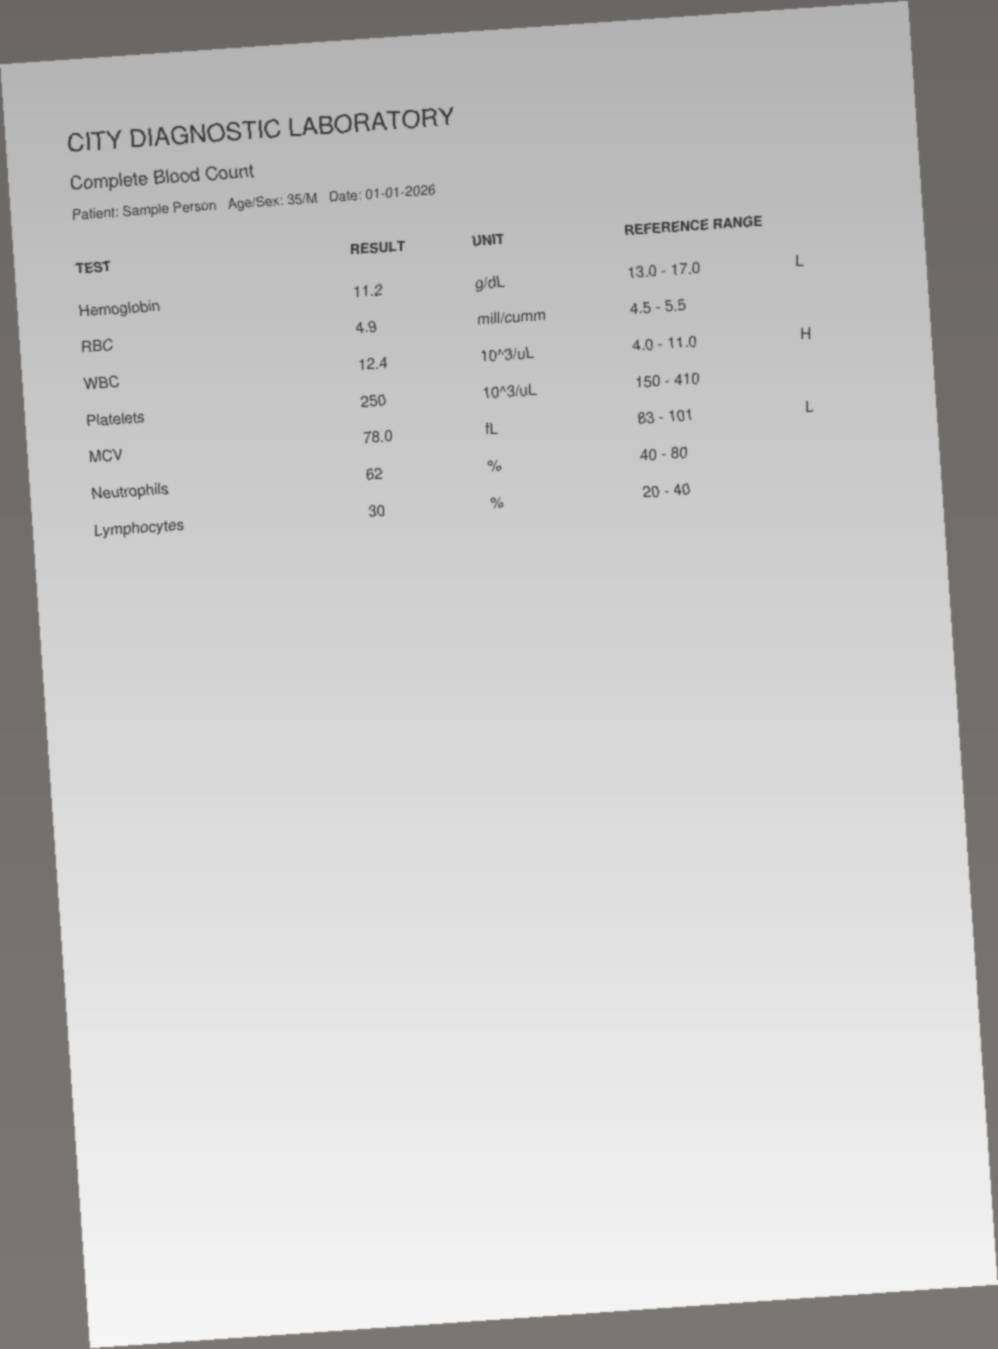 CITY DIAGNOSTIC LABORATORY
Complete Blood Count
Patient: Sample Person Age/Sex: 35/M Date: 01-01-2026
TEST RESULT UNIT REFERENCE RANGE
Hemoglobin 11.2 g/dL 13.0 - 17.0 L
RBC 4.9 mill/cumm 4.5 - 5.5
WBC 12.4 10^3/uL 4.0 - 11.0 H
Platelets 250 10^3/uL 150 - 410
MCV 78.0 fL 83 - 101 L
Neutrophils 62 % 40 - 80
Lymphocytes 30 % 20 - 40